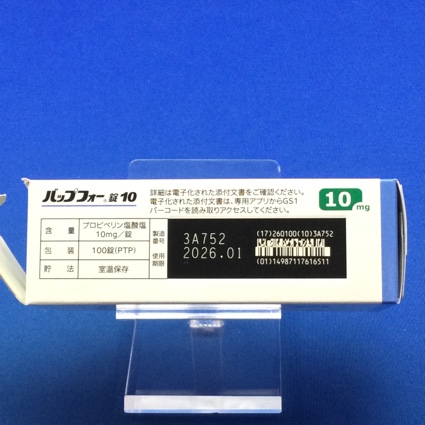 バップフォー®錠10
詳細は電子化された添付文書をご確認ください。
電子化された添付文書は、専用アプリからGS1
バーコードを読み取りアクセスしてください。
10mg
含量 プロピベリン塩酸塩
10mg／錠
包装 100錠(PTP)
貯法 室温保存
製造番号 3A752
使用期限 2026.01
(17)260100(10)3A752
(01)14987117616511